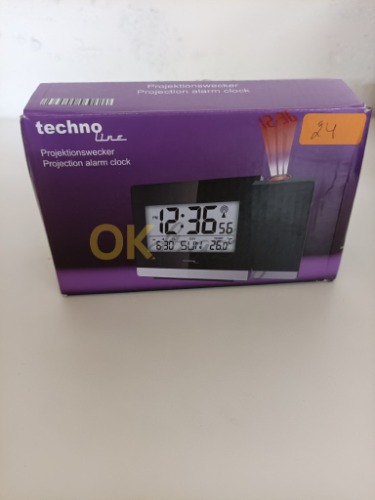 Projektionswecker
Projection alarm clock
techno
line
Projektionswecker
Projection alarm clock
24
PM 12:36 56
6:30 SUN 26.0
OK